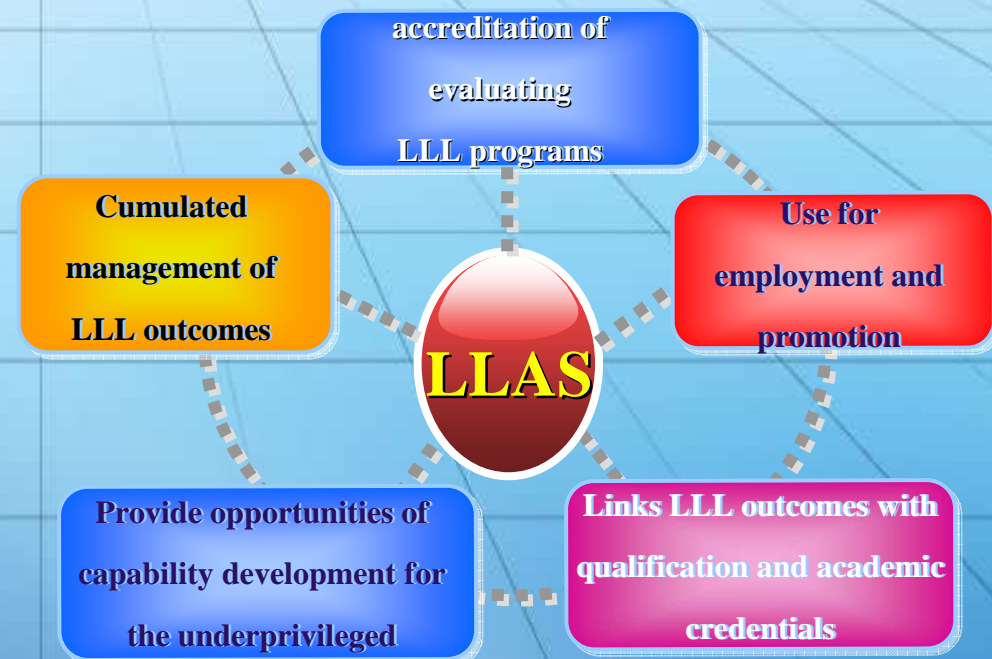 accreditation of
evaluating
LLL programs
Cumulated
management of
LLL outcomes
Use for
employment and
promotion
LLAS
Provide opportunities of
capability development for
the underprivileged
Links LLL outcomes with
qualification and academic
credentials